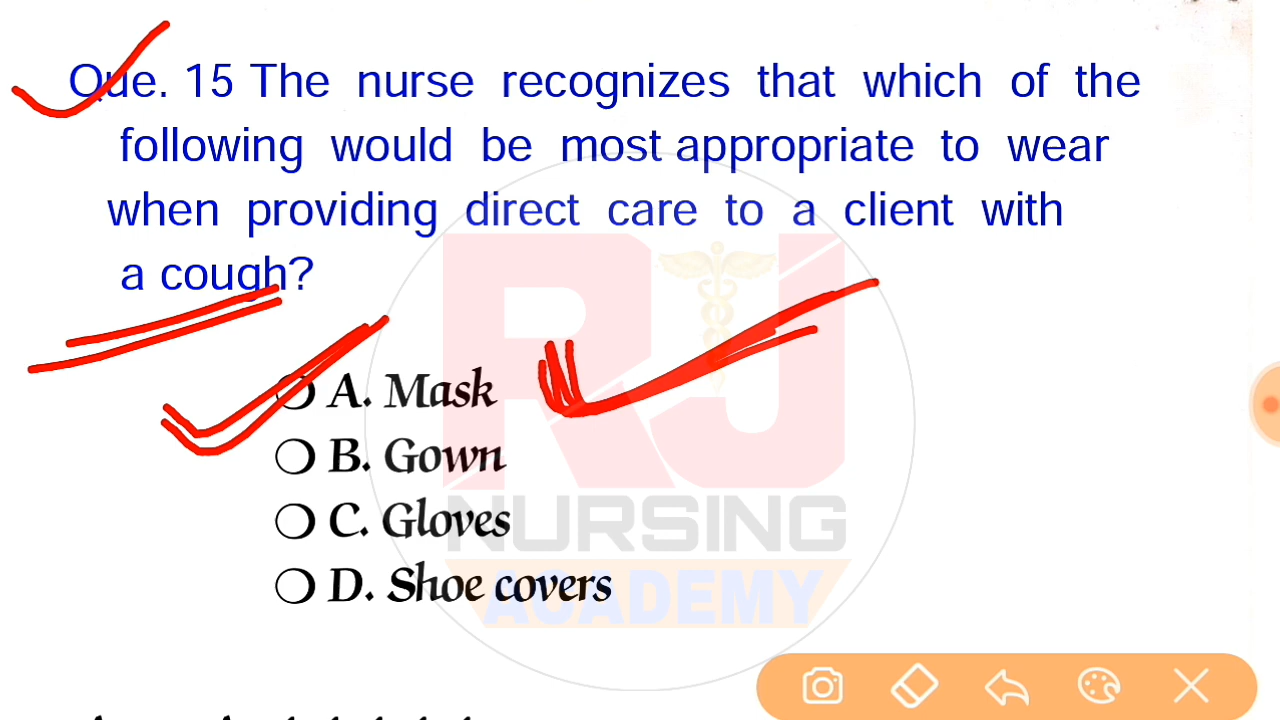 Que. 15 The nurse recognizes that which of the
following would be most appropriate to wear
when providing direct care to a client with
a cough?
A. Mask
B. Gown
C. Gloves
D. Shoe covers
RJ
NURSING
ACADEMY